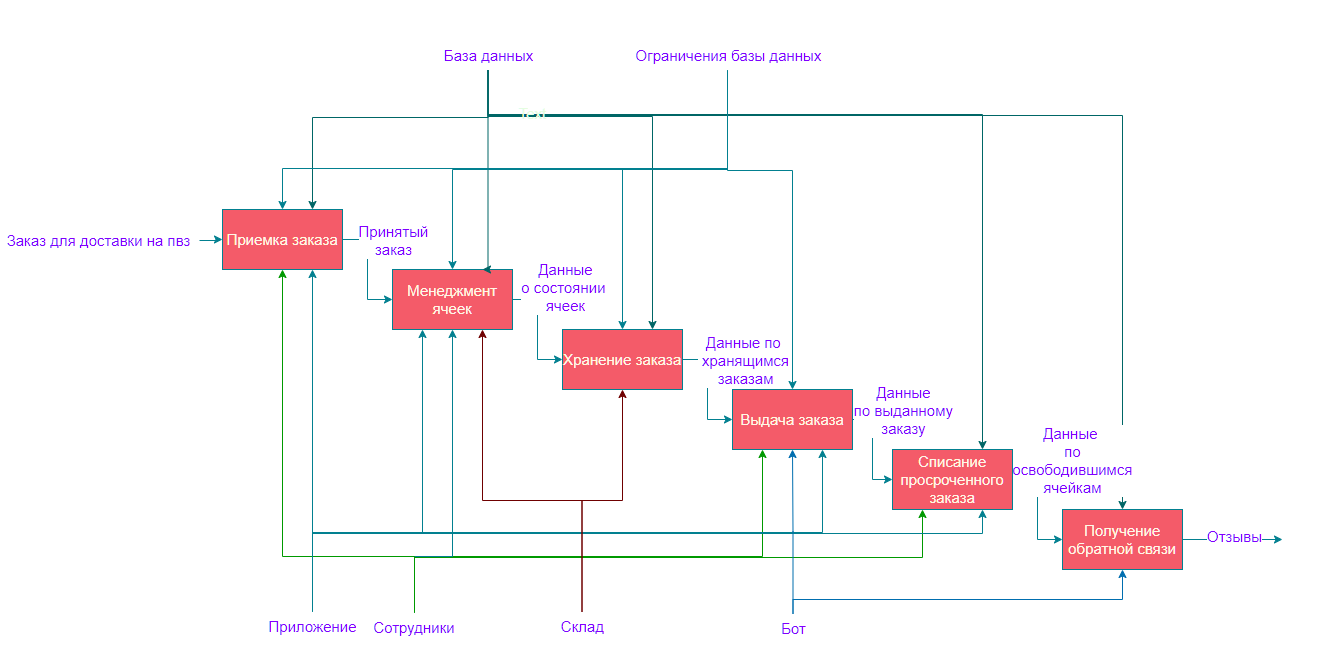 База данных
Ограничения базы данных
Text
Заказ для доставки на пвз
Приемка заказа
Принятый
заказ
Менеджмент
ячеек
Данные
о состоянии
ячеек
Хранение заказа
Данные по
хранящимся
заказам
Выдача заказа
Данные
по выданному
заказу
Списание
просроченного
заказа
Данные
по
освободившимся
ячейкам
Получение
обратной связи
Отзывы
Приложение
Сотрудники
Склад
Бот